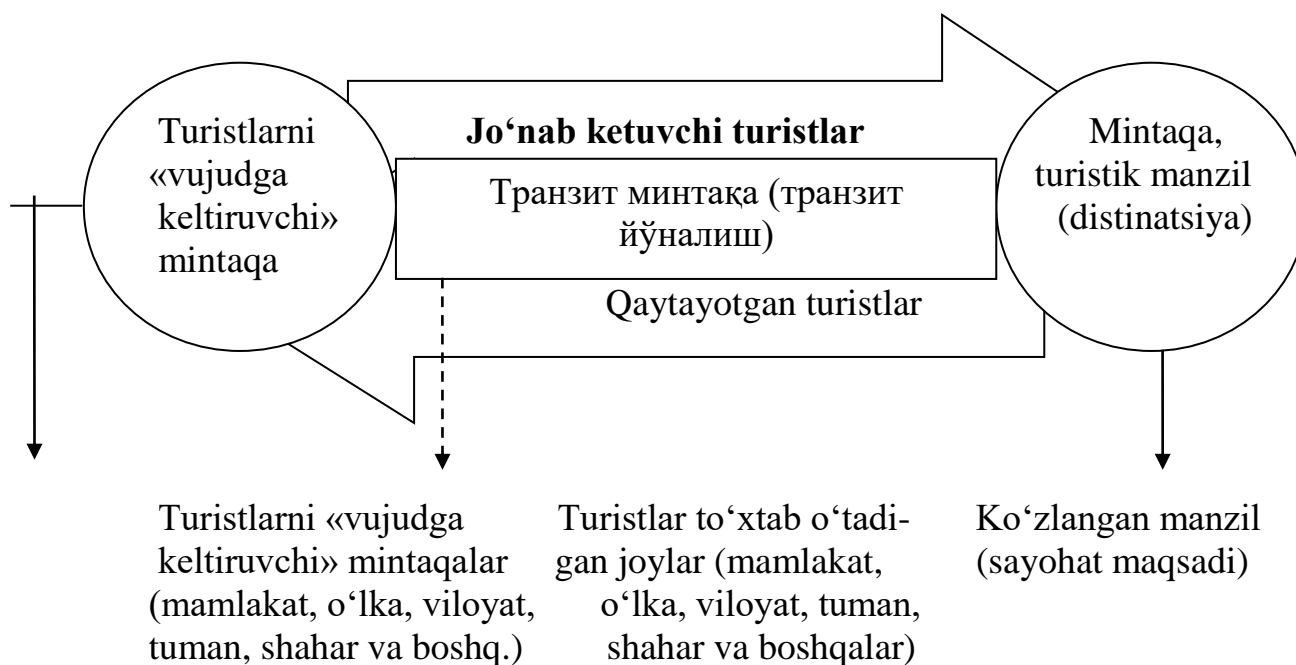 Turistlarni
«vujudga
keltiruvchi»
mintaqa
Jo‘nab ketuvchi turistlar
Транзит минтақа (транзит
йўналиш)
Qaytayotgan turistlar
Mintaqa,
turistik manzil
(distinatsiya)
Turistlarni «vujudga
keltiruvchi» mintaqalar
(mamlakat, o‘lka, viloyat,
tuman, shahar va boshq.)
Turistlar to‘xtab o‘tadi-
gan joylar (mamlakat,
o‘lka, viloyat, tuman,
shahar va boshqalar)
Ko‘zlangan manzil
(sayohat maqsadi)